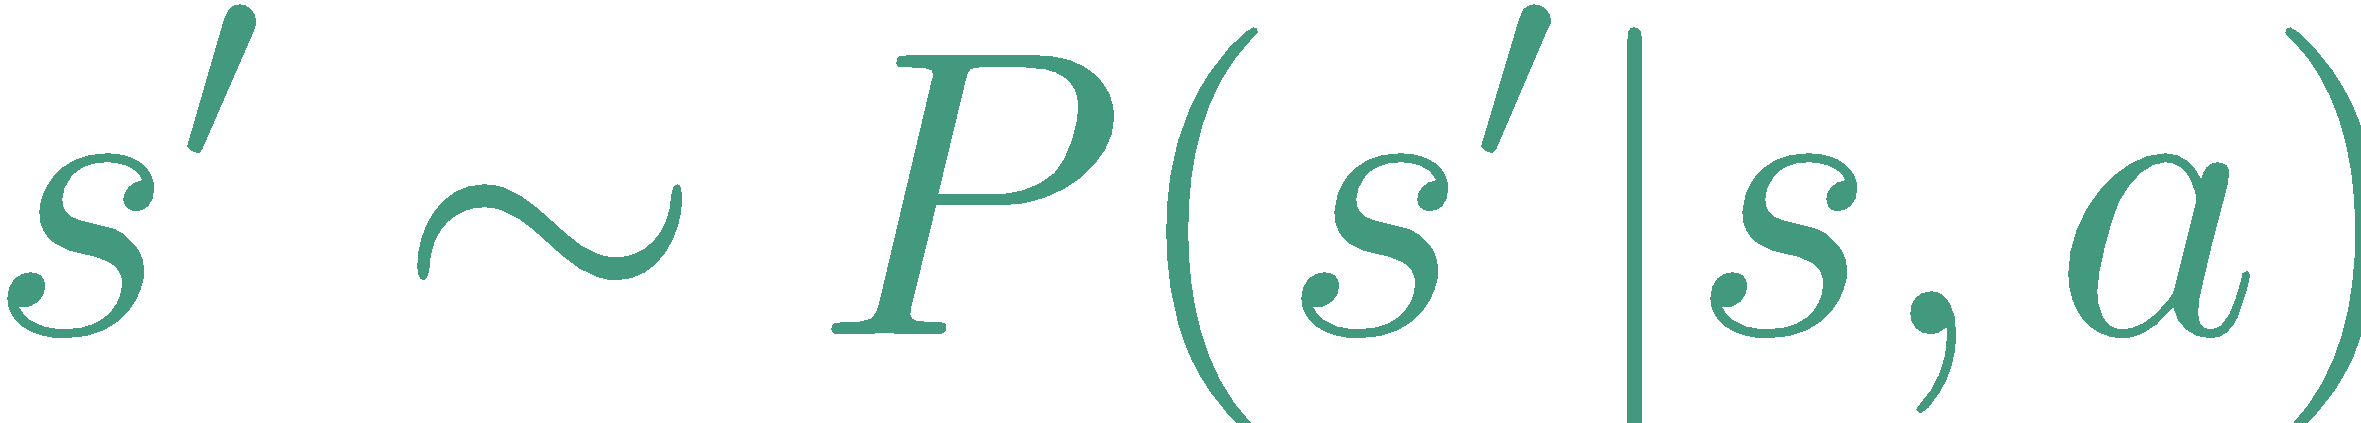 s′ ∼ P(s′|s, a)